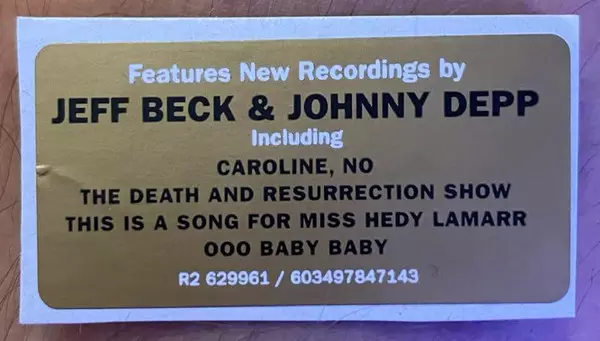 Features New Recordings by
JEFF BECK & JOHNNY DEPP
Including
CAROLINE, NO
THE DEATH AND RESURRECTION SHOW
THIS IS A SONG FOR MISS HEDY LAMARR
OOO BABY BABY
R2 629961 / 603497847143